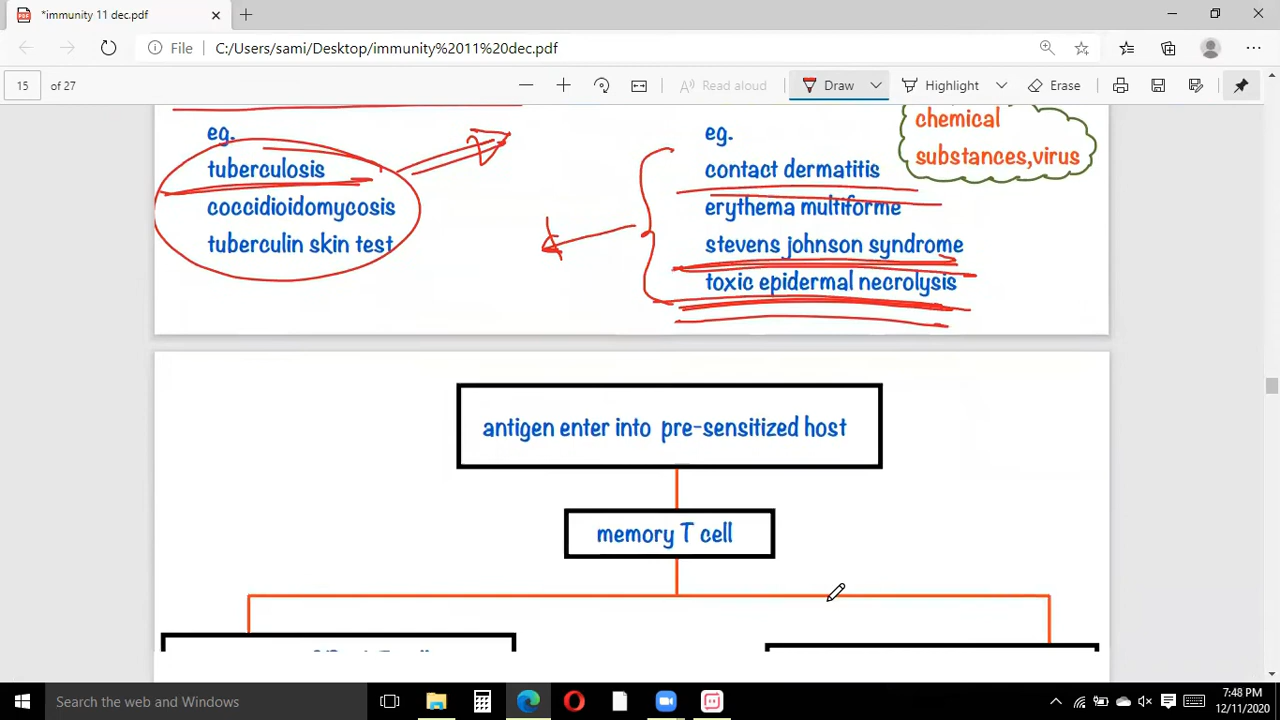 *immunity 11 dec.pdf
File C:/Users/sami/Desktop/immunity%2011%20dec.pdf
15 of 27 Read aloud Draw Highlight Erase
eg.
tuberculosis
coccidioidomycosis
tuberculin skin test
eg.
contact dermatitis
erythema multiforme
stevens johnson syndrome
toxic epidermal necrolysis
chemical
substances,virus
antigen enter into pre-sensitized host
memory T cell
Search the web and Windows
7:48 PM
12/11/2020